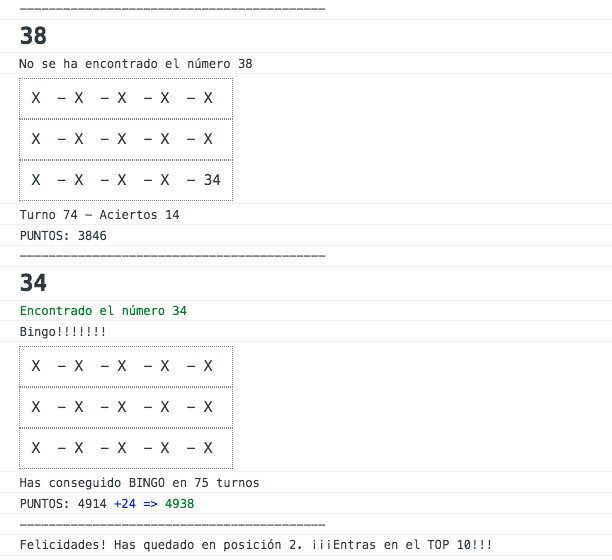 ------------------------------------------
38
No se ha encontrado el número 38
X - X - X - X - X
X - X - X - X - X
X - X - X - X - 34
Turno 74 - Aciertos 14
PUNTOS: 3846
------------------------------------------
34
Encontrado el número 34
Bingo!!!!!!!
X - X - X - X - X
X - X - X - X - X
X - X - X - X - X
Has conseguido BINGO en 75 turnos
PUNTOS: 4914 +24 => 4938
------------------------------------------
Felicidades! Has quedado en posición 2. ¡¡¡Entras en el TOP 10!!!